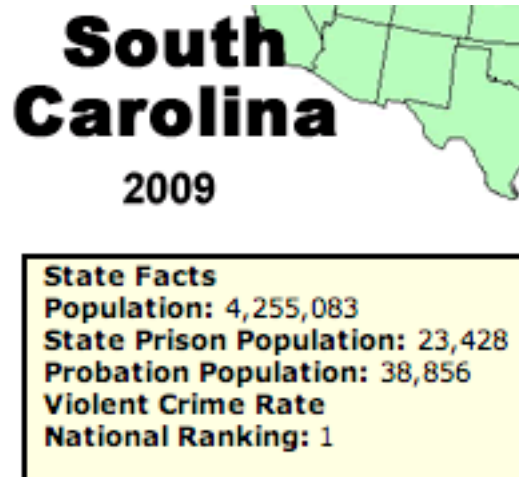 South
Carolina
2009
State Facts
Population: 4,255,083
State Prison Population: 23,428
Probation Population: 38,856
Violent Crime Rate
National Ranking: 1